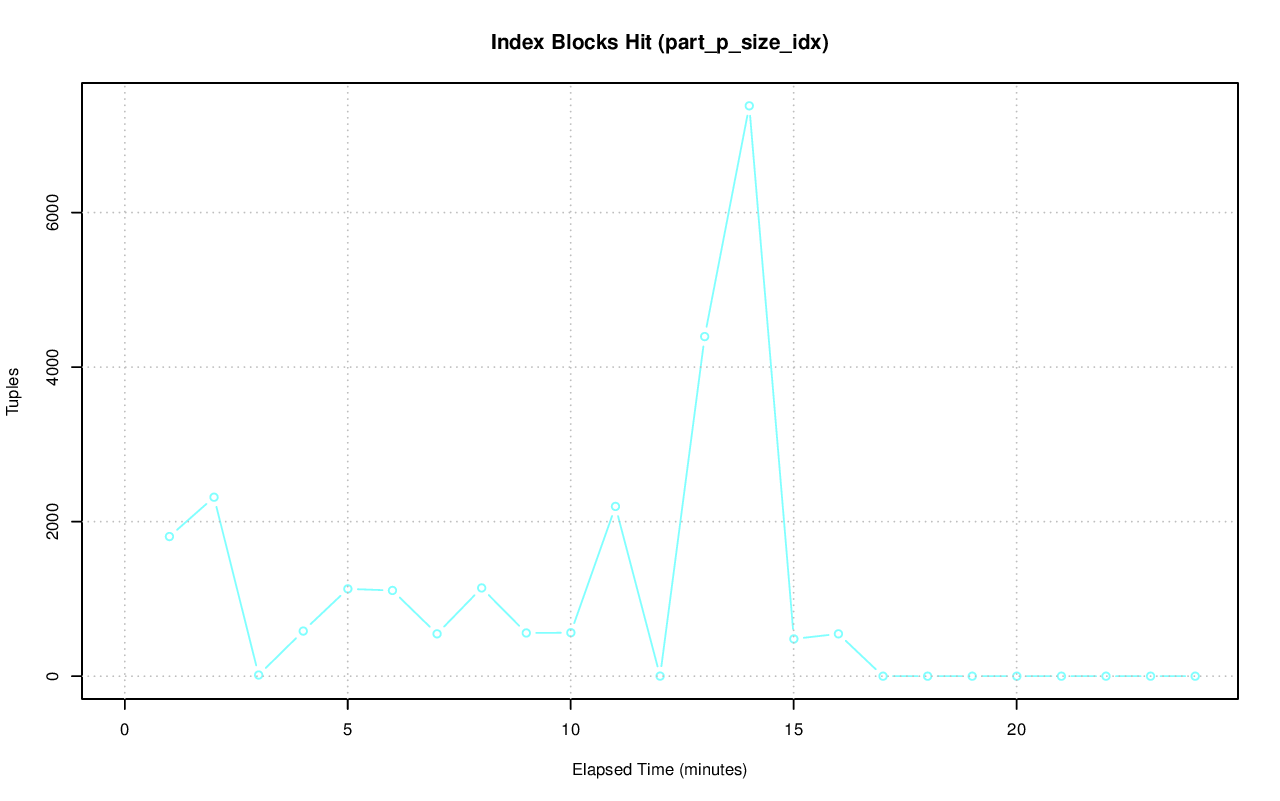 Index Blocks Hit (part_p_size_idx)
6000
4000
2000
0
Tuples
0 5 10 15 20
Elapsed Time (minutes)